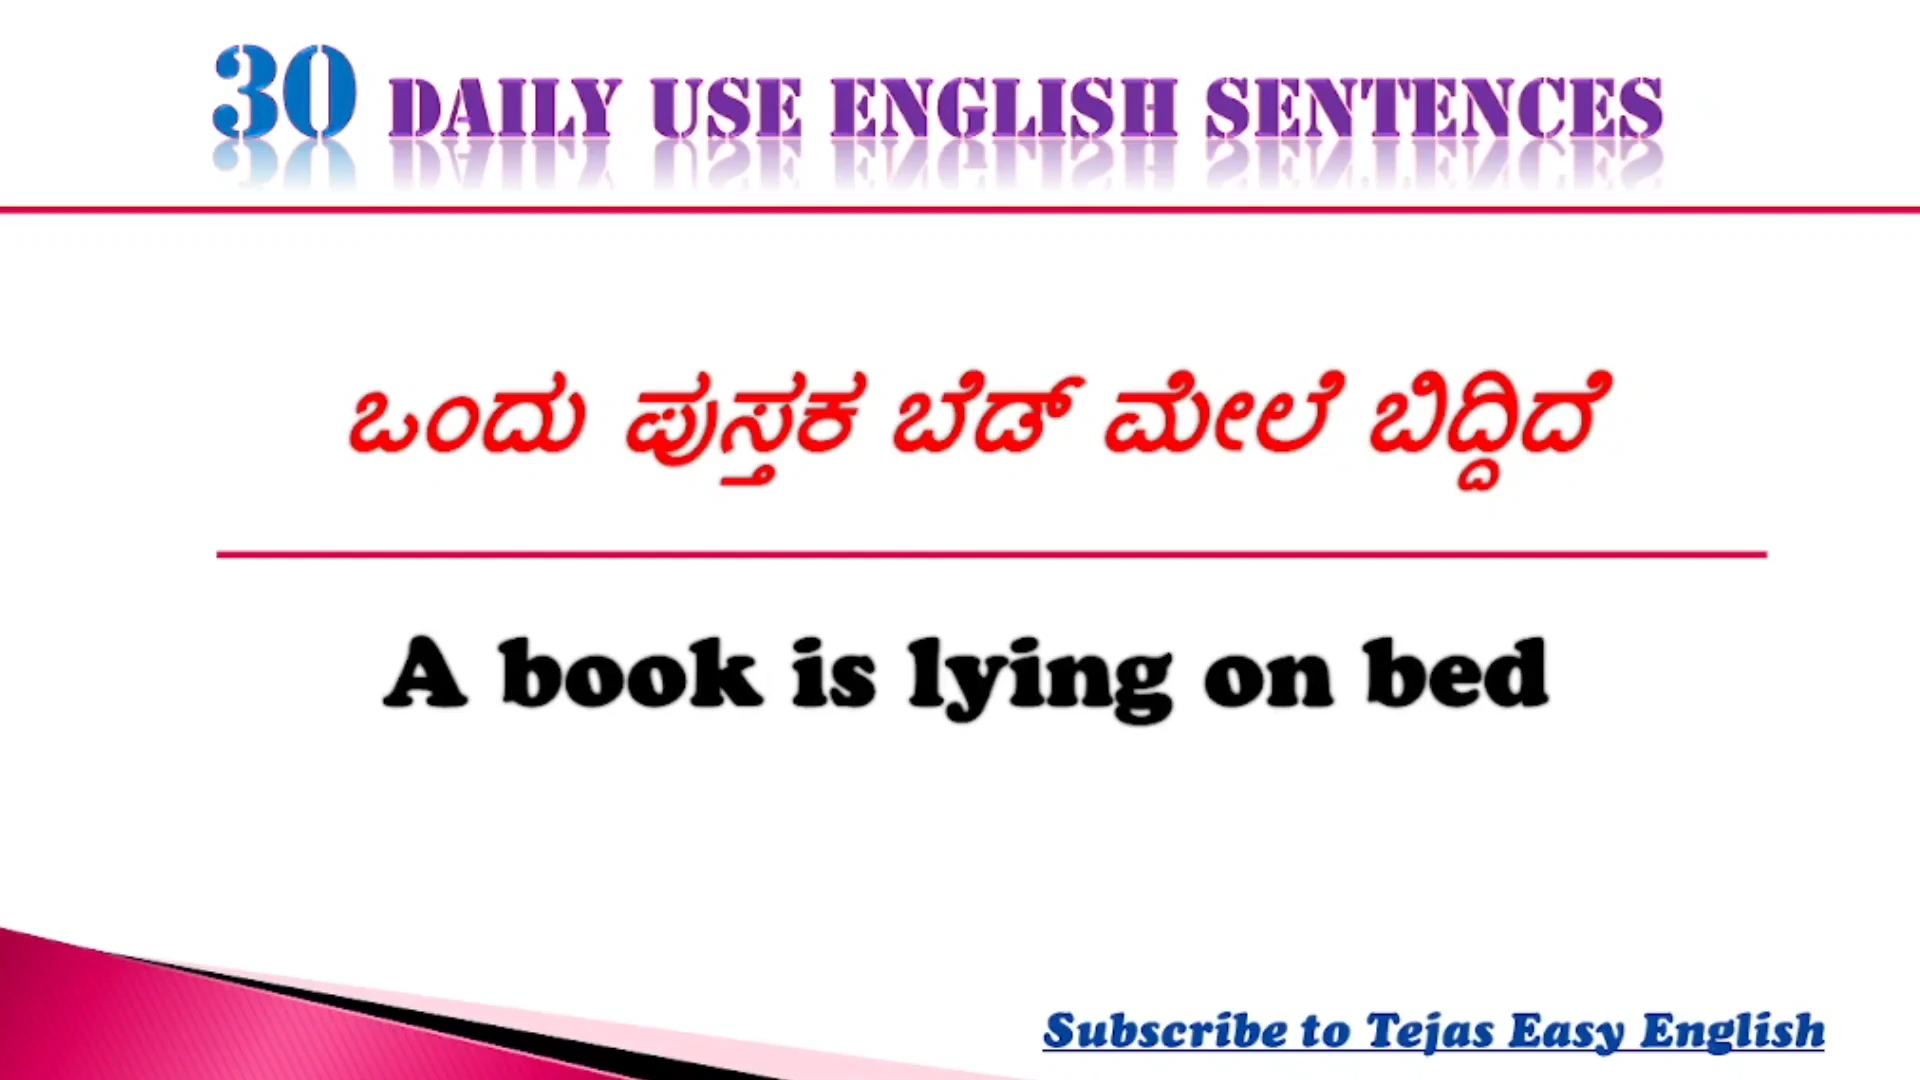 30 DAILY USE ENGLISH SENTENCES
ಒಂದು ಪುಸ್ತಕ ಬೆಡ್ ಮೇಲೆ ಬಿದ್ದಿದೆ
A book is lying on bed
Subscribe to Tejas Easy English